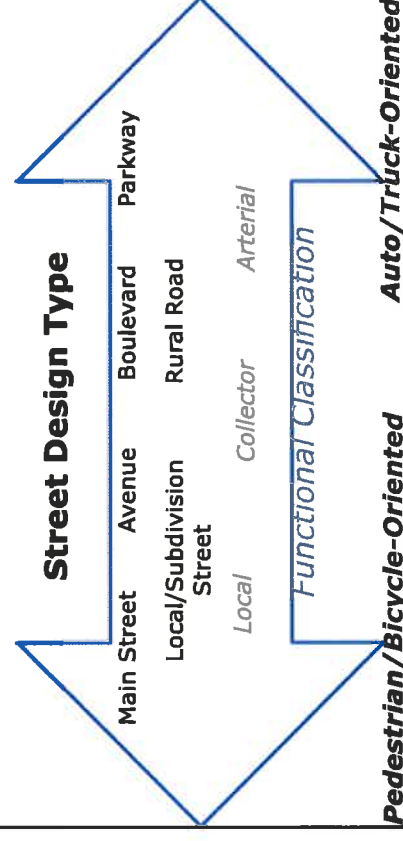 Street Design Type
Main Street Avenue Boulevard Parkway
Local/Subdivision Rural Road
Street
Local Collector Arterial
Functional Classification
Pedestrian/Bicycle-Oriented Auto/Truck-Oriented